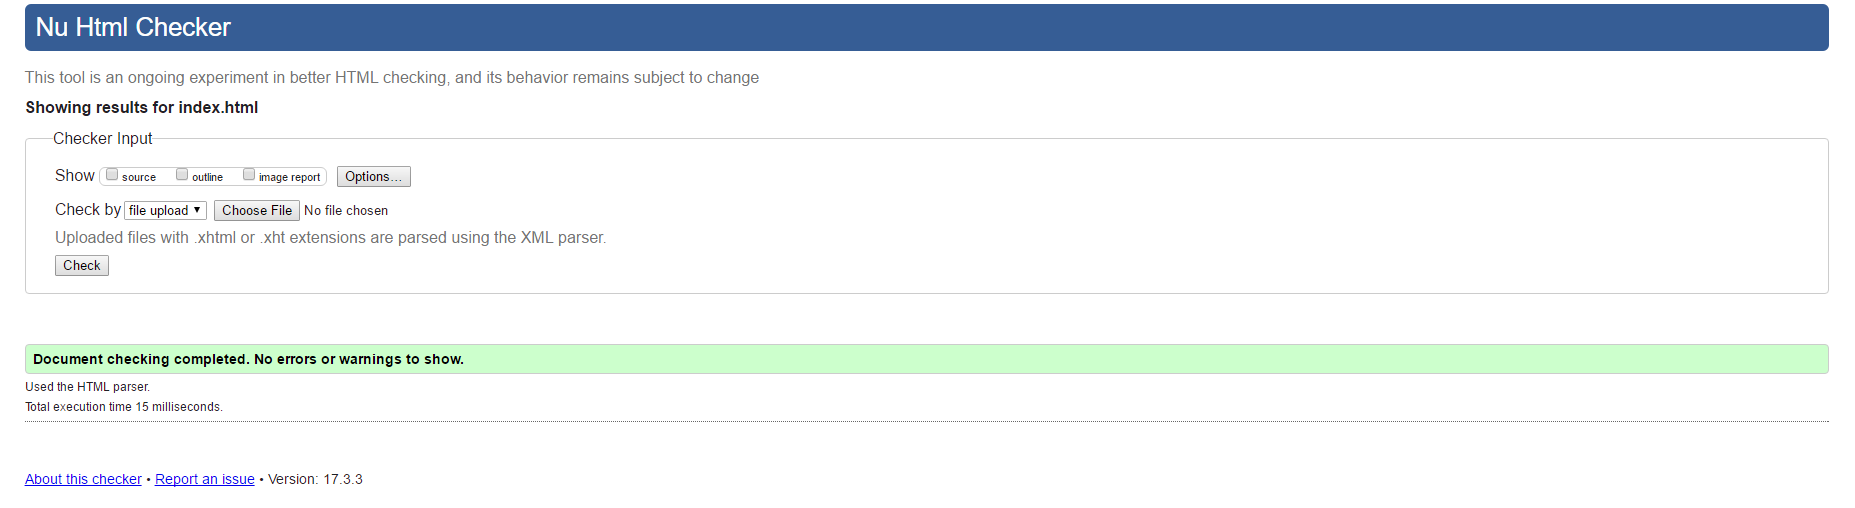 Nu Html Checker
This tool is an ongoing experiment in better HTML checking, and its behavior remains subject to change
Showing results for index.html
Checker Input
Show source outline image report Options...
Check by file upload Choose File No file chosen
Uploaded files with .xhtml or .xht extensions are parsed using the XML parser.
Check
Document checking completed. No errors or warnings to show.
Used the HTML parser.
Total execution time 15 milliseconds.
About this checker • Report an issue • Version: 17.3.3